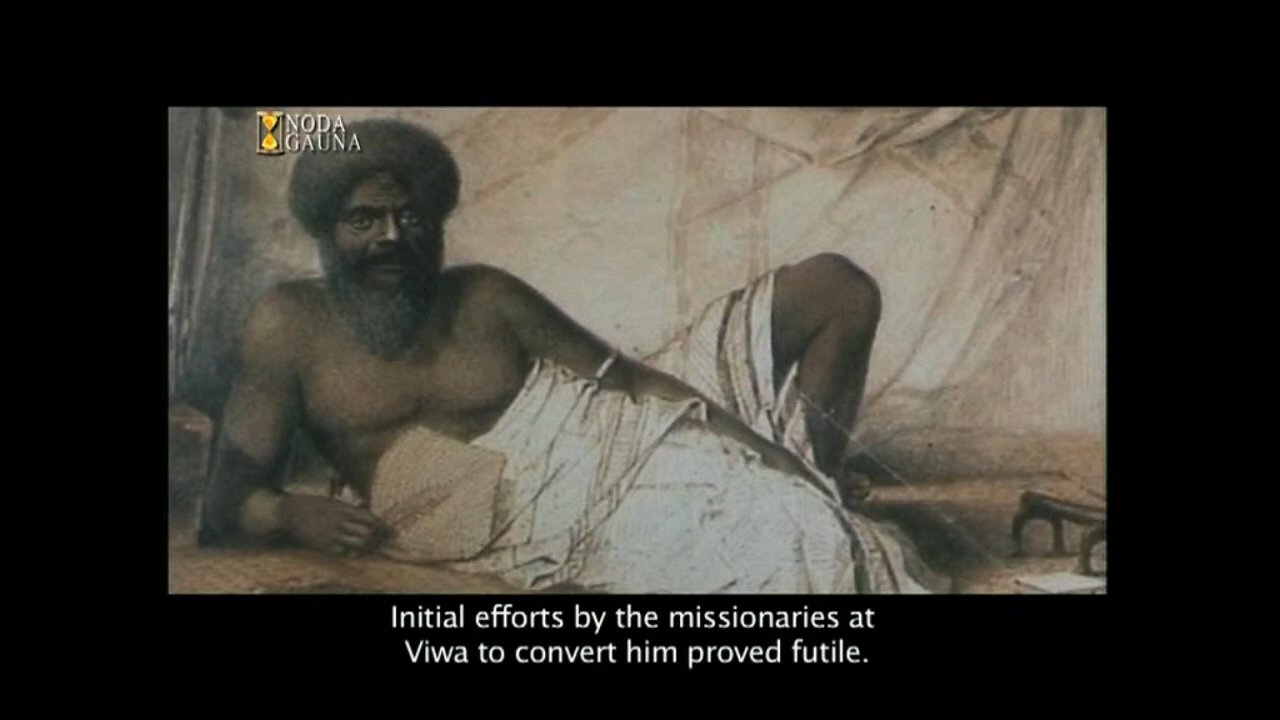 NODA
GAUNA
Initial efforts by the missionaries at
Viwa to convert him proved futile.